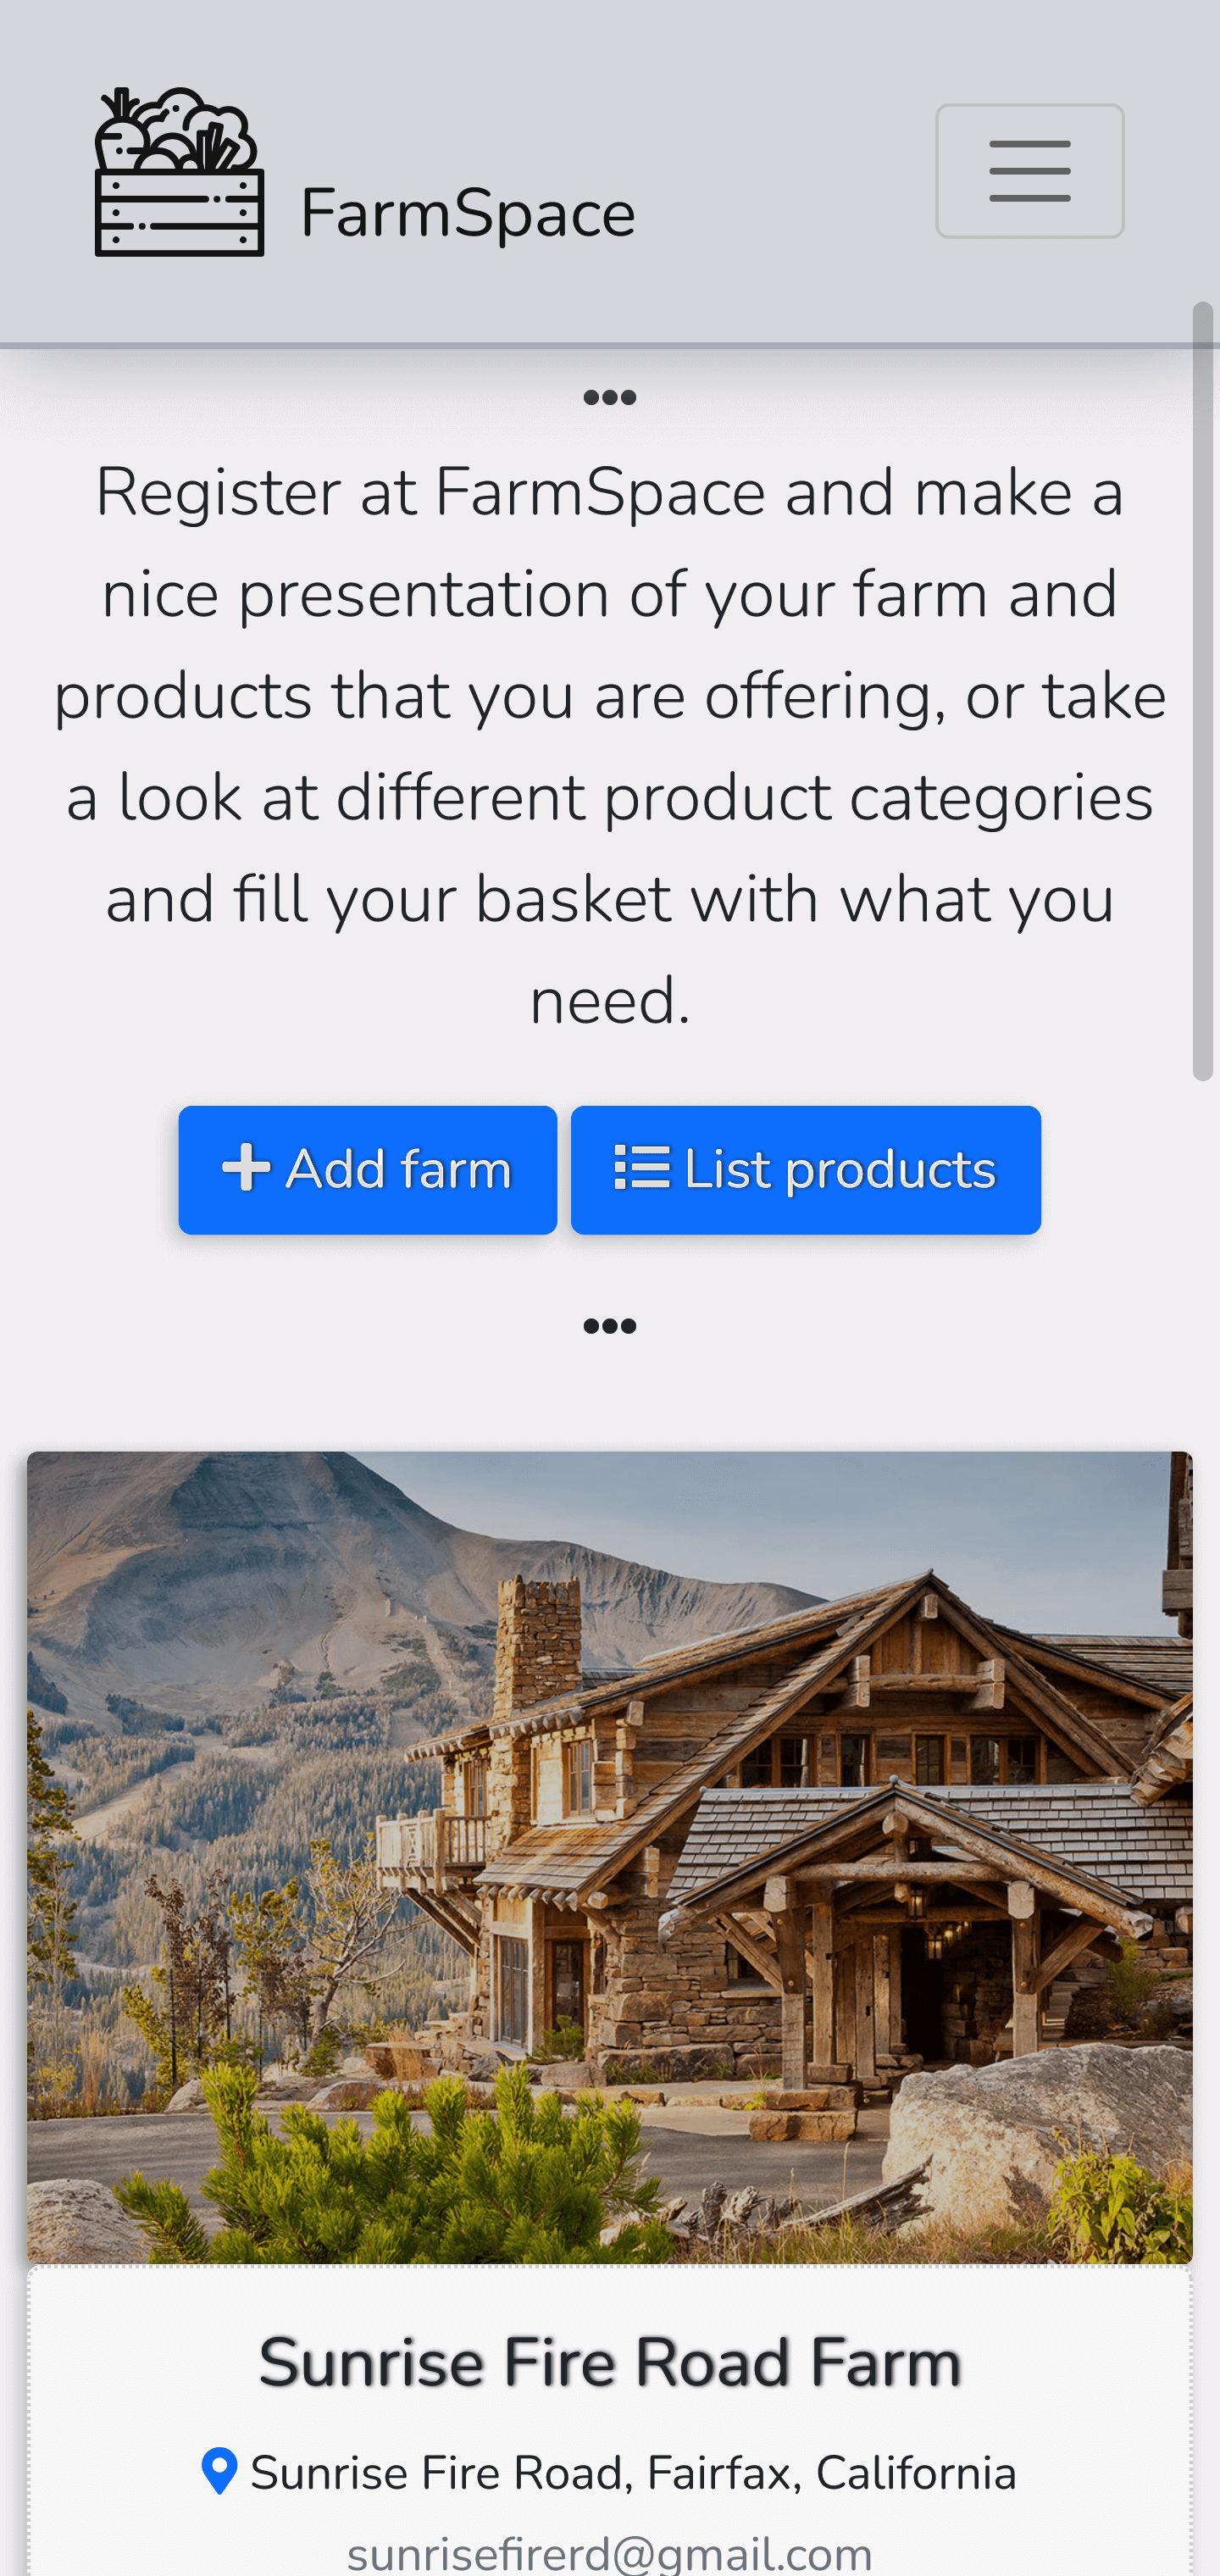 FarmSpace
Register at FarmSpace and make a
nice presentation of your farm and
products that you are offering, or take
a look at different product categories
and fill your basket with what you
need.
Add farm
List products
Sunrise Fire Road Farm
Sunrise Fire Road, Fairfax, California
sunrisefirerd@gmail.com